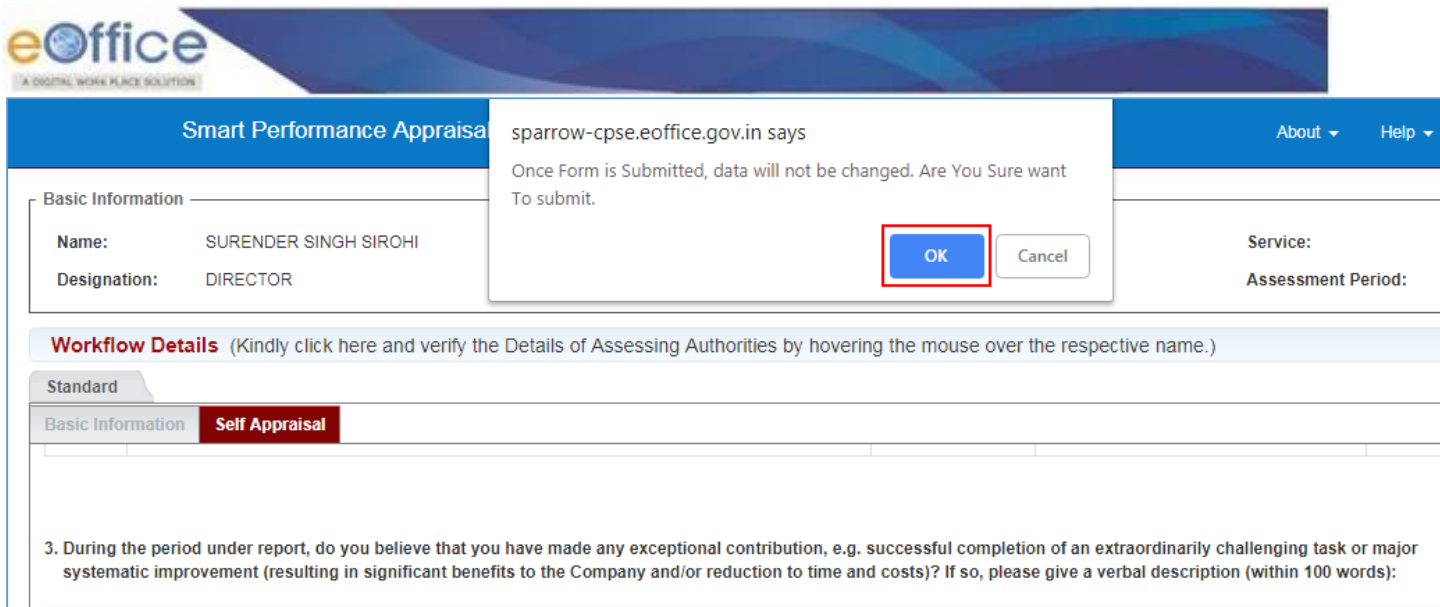 eOffice
A DIGITAL WORK PLACE SOLUTION
Smart Performance Appraisal
About
Help
sparrow-cpse.eoffice.gov.in says
Once Form is Submitted, data will not be changed. Are You Sure want
To submit.
OK
Cancel
Basic Information
Name:
SURENDER SINGH SIROHI
Service:
Designation:
DIRECTOR
Assessment Period:
Workflow Details (Kindly click here and verify the Details of Assessing Authorities by hovering the mouse over the respective name.)
Standard
Basic Information
Self Appraisal
3. During the period under report, do you believe that you have made any exceptional contribution, e.g. successful completion of an extraordinarily challenging task or major
systematic improvement (resulting in significant benefits to the Company and/or reduction to time and costs)? If so, please give a verbal description (within 100 words):